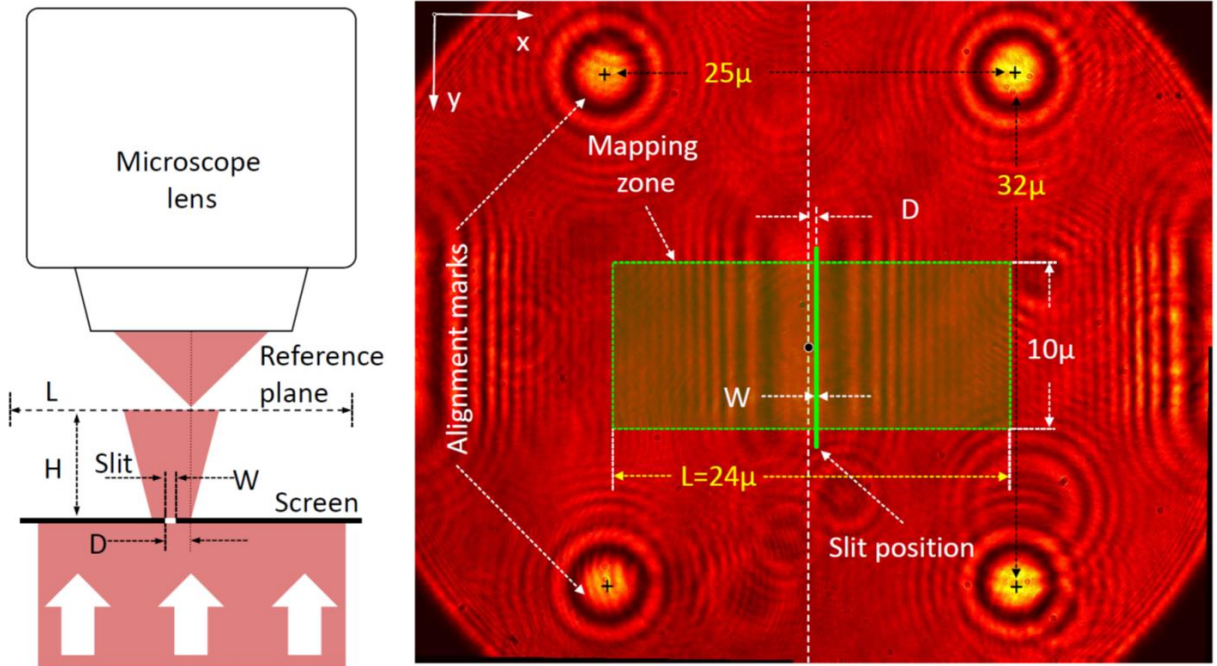 Microscope
lens
Reference
plane
L
H
Slit
W
Screen
D
x
y
25μ
Mapping
zone
32μ
D
Alignment marks
10μ
W
L=24μ
Slit position